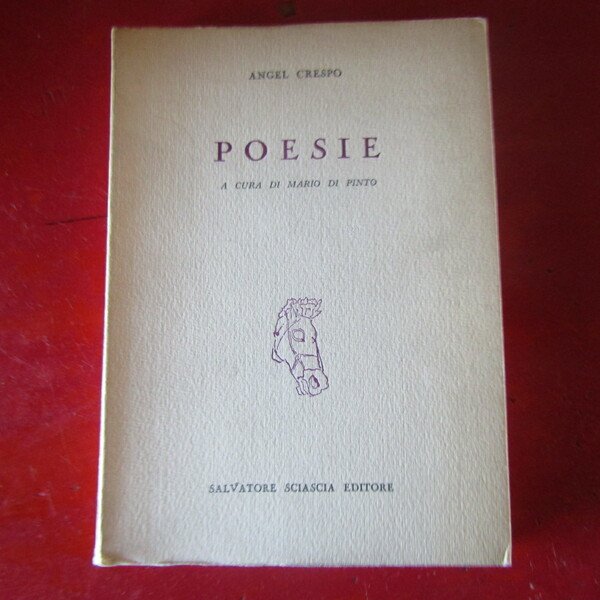 ANGEL CRESPO
POESIE
A CURA DI MARIO DI PINTO
SALVATORE SCIASCIA EDITORE